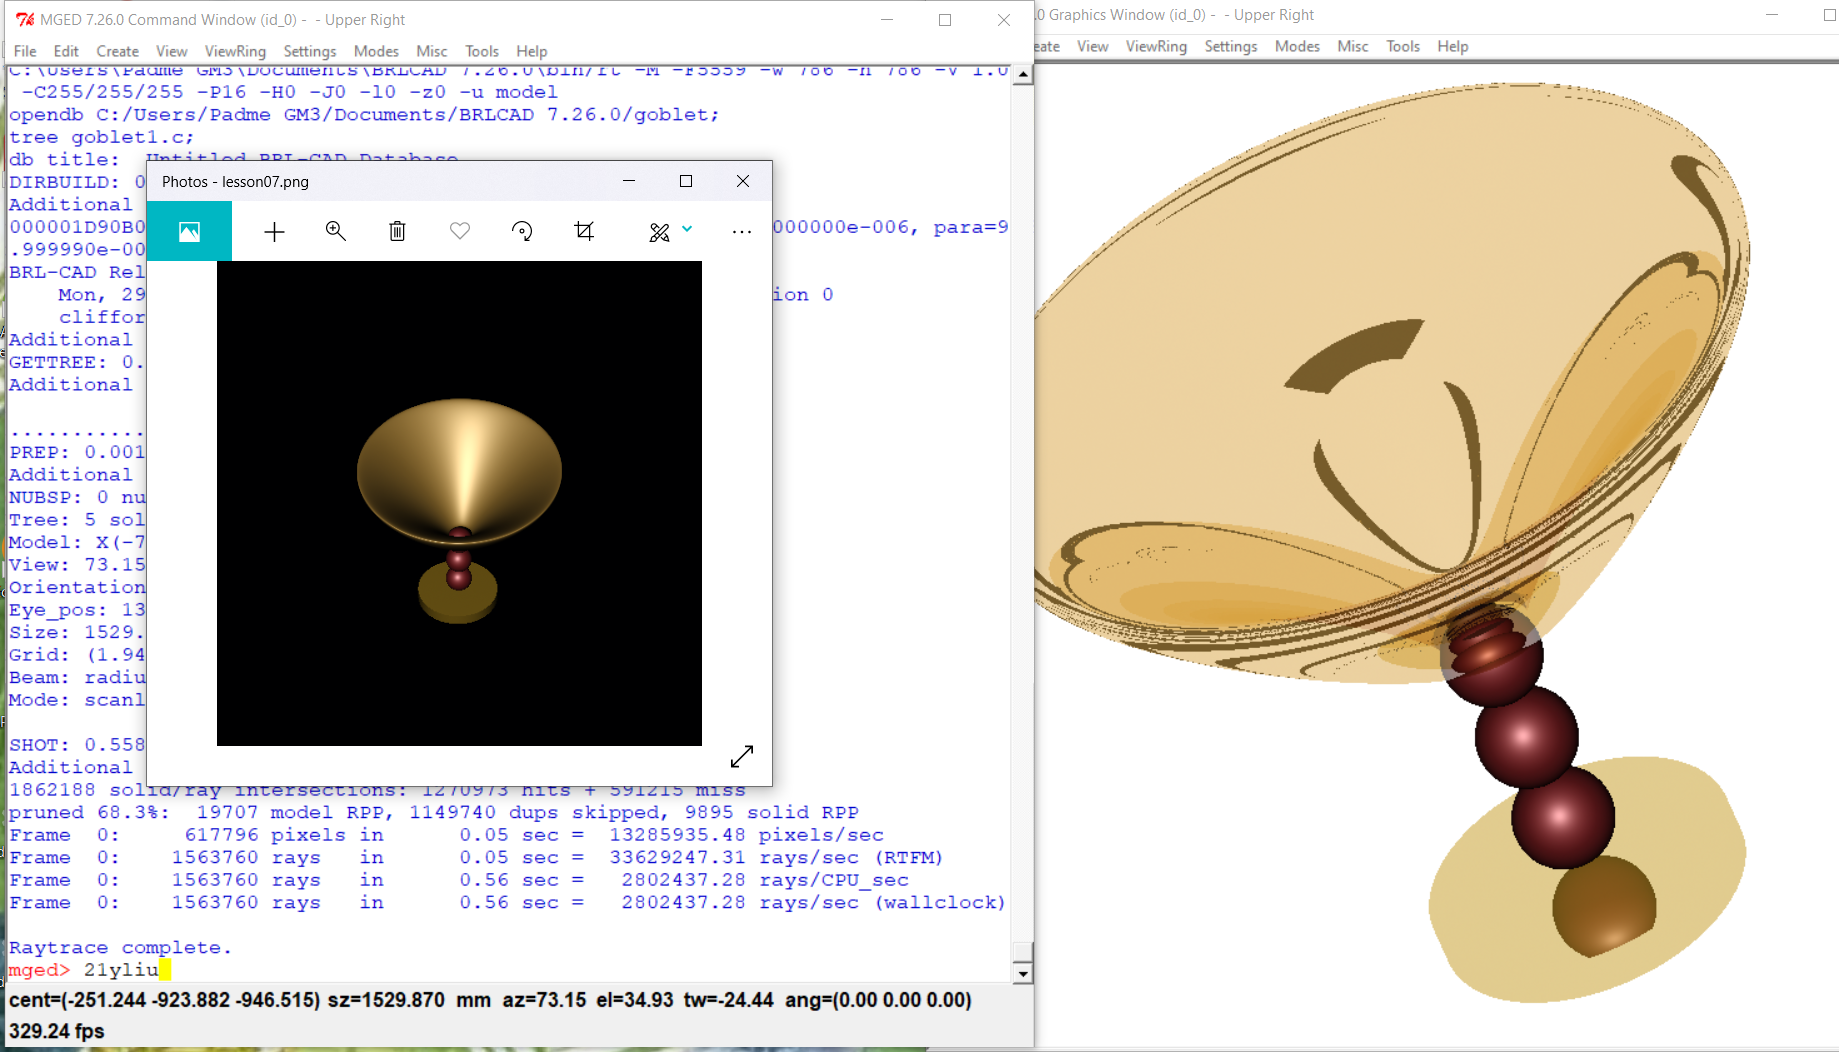 MGED 7.26.0 Command Window (id_0) -  - Upper Right
File Edit Create View ViewRing Settings Modes Misc Tools Help
C:\Users\Padme GM3\Documents\BRLCAD 7.26.0\bin/rt -M -F5559 -w 786 -n 786 -V 1.0
-C255/255/255 -P16 -H0 -J0 -l0 -z0 -u model
opendb C:/Users/Padme GM3/Documents/BRLCAD 7.26.0/goblet;
tree goblet1.c;
db title:  Untitled BRL-CAD Database
DIRBUILD: 0
Additional
000001D90B0
000000e-006, para=9
.999990e-00
BRL-CAD Rel
Mon, 29
ion 0
cliffor
Additional
GETTREE: 0.
Additional
...........
PREP: 0.001
Additional
NUBSP: 0 nu
Tree: 5 sol
Model: X(-7
View: 73.15
Orientation
Eye_pos: 13
Size: 1529.
Grid: (1.94
Beam: radiu
Mode: scanl
SHOT: 0.558
Additional
1862188 solid/ray intersections: 1270973 hits + 591215 miss
pruned 68.3%:  19707 model RPP, 1149740 dups skipped, 9895 solid RPP
Frame  0:     617796 pixels in      0.05 sec =  13285935.48 pixels/sec
Frame  0:    1563760 rays   in      0.05 sec =  33629247.31 rays/sec (RTFM)
Frame  0:    1563760 rays   in      0.56 sec =   2802437.28 rays/CPU_sec
Frame  0:    1563760 rays   in      0.56 sec =   2802437.28 rays/sec (wallclock)
Raytrace complete.
mged> 21yliu
cent=(-251.244 -923.882 -946.515) sz=1529.870  mm  az=73.15  el=34.93  tw=-24.44  ang=(0.00 0.00 0.00)
329.24 fps
Photos - lesson07.png
.0 Graphics Window (id_0) -  - Upper Right
eate View ViewRing Settings Modes Misc Tools Help